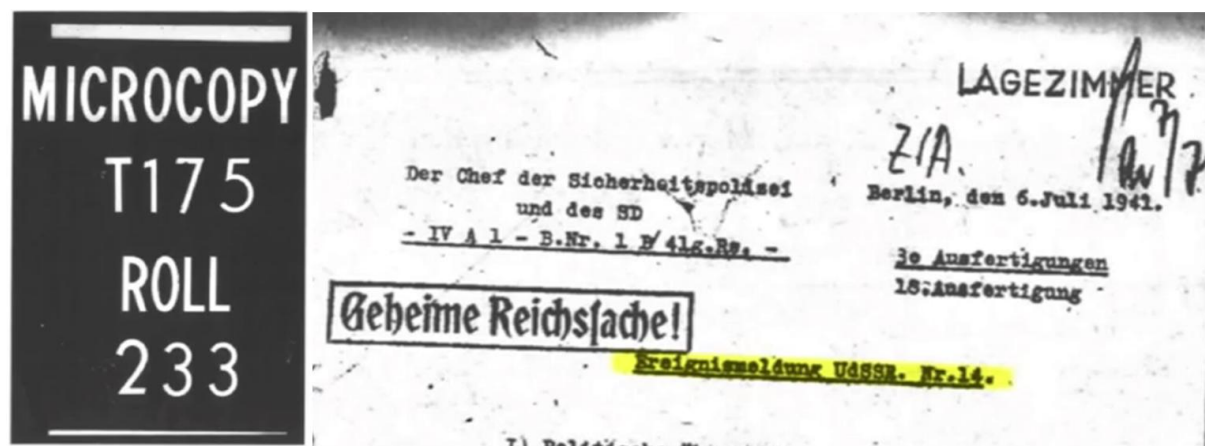 MICROCOPY
T175
ROLL
233
LAGEZIMMER
Z/A.
Der Chef der Sicherheitspolizei
und des SD
- IV A 1 - B.Nr. 1 B/41g.Rs. -
Berlin, den 6.Juli 1941.
30 Ausfertigungen
18.Ausfertigung
Geheime Reichssache!
Ereignismeldung UdSSR. Nr.14.
I) Politische